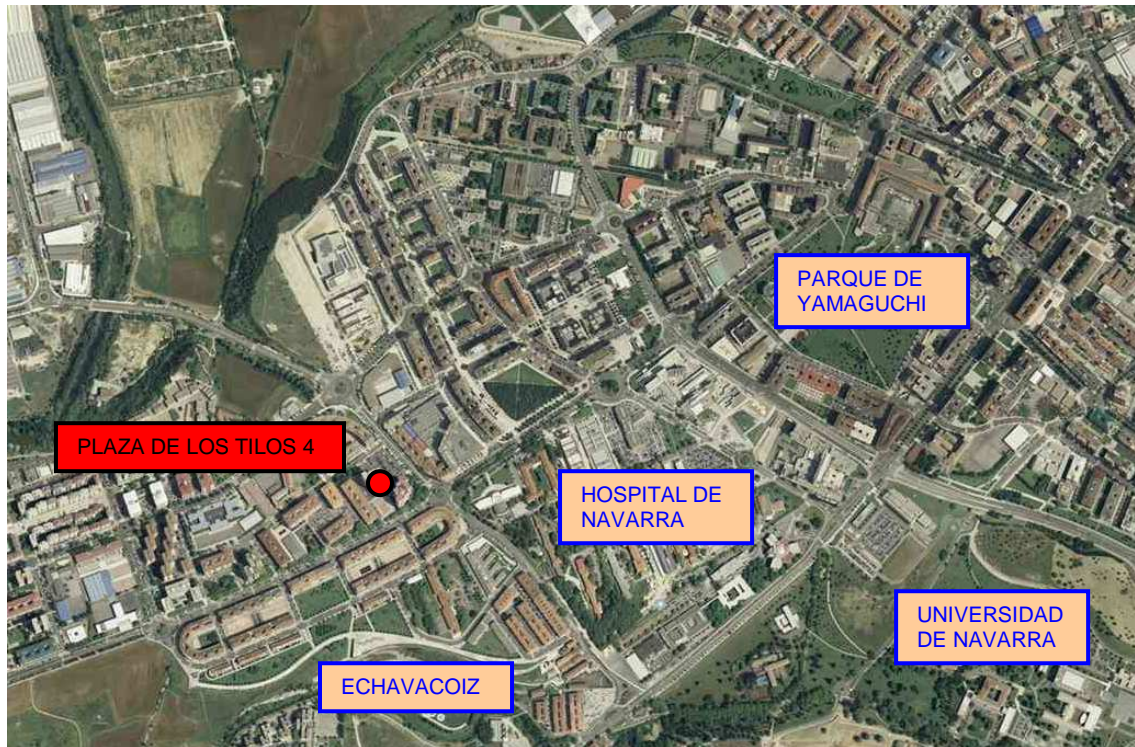 PARQUE DE
YAMAGUCHI
PLAZA DE LOS TILOS 4
HOSPITAL DE
NAVARRA
UNIVERSIDAD
DE NAVARRA
ECHAVACOIZ